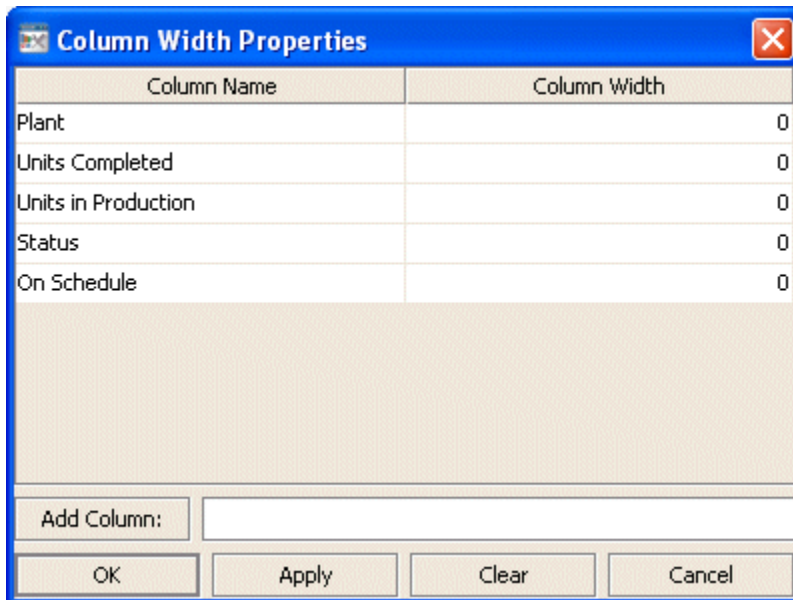 Column Width Properties
Column Name Column Width
Plant 0
Units Completed 0
Units in Production 0
Status 0
On Schedule 0
Add Column:
OK Apply Clear Cancel